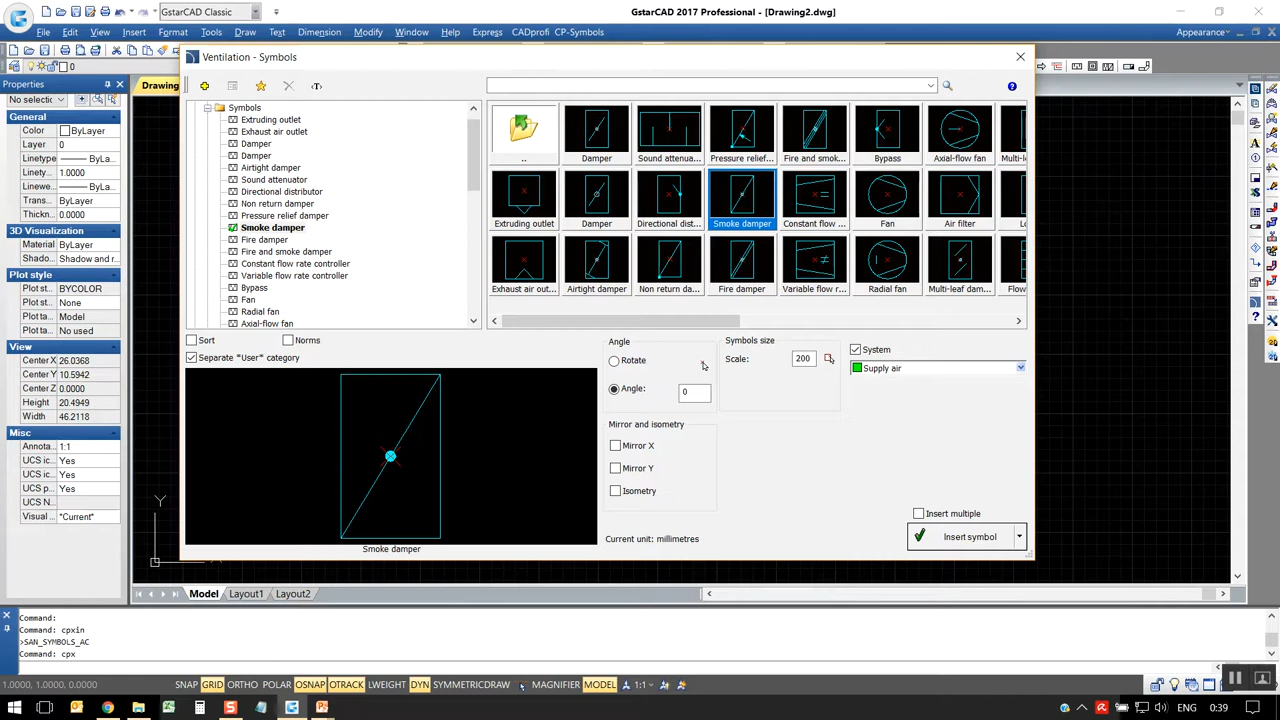 GstarCAD Classic
GstarCAD 2017 Professional - [Drawing2.dwg]
File Edit View Insert Format Tools Draw Text Dimension Modify Window Help Express CADprofi CP-Symbols
Appearance
0
Properties
No selecti
General
Color ByLayer
Layer 0
Linetype ByLa...
Linety... 1.0000
Linewe... ByLa...
Trans... ByLayer
Thickn... 0.0000
3D Visualization
Material ByLayer
Shado... Shadow and r
Plot style
Plot st... BYCOLOR
Plot st... None
Plot ta... Model
Plot ta... No used
View
Center X 26.0368
Center Y 10.5942
Center Z 0.0000
Height 20.4949
Width 46.2118
Misc
Annota... 1:1
UCS ic... Yes
UCS ic... Yes
UCS p... Yes
UCS N...
Visual ... *Current*
Drawing
Ventilation - Symbols
Symbols
Extruding outlet
Exhaust air outlet
Damper
Damper
Airtight damper
Sound attenuator
Directional distributor
Non return damper
Pressure relief damper
Smoke damper
Fire damper
Fire and smoke damper
Constant flow rate controller
Variable flow rate controller
Bypass
Fan
Radial fan
Axial-flow fan
..
Damper
Sound attenua...
Pressure relief...
Fire and smok...
Bypass
Axial-flow fan
Multi-l
Extruding outlet
Damper
Directional dist...
Smoke damper
Constant flow ...
Fan
Air filter
Exhaust air out...
Airtight damper
Non return da...
Fire damper
Variable flow r...
Radial fan
Multi-leaf dam...
Flow
Sort
Norms
Separate "User" category
Smoke damper
Angle
Rotate
Angle: 0
Symbols size
Scale: 200
System
Supply air
Mirror and isometry
Mirror X
Mirror Y
Isometry
Current unit: millimetres
Insert multiple
Insert symbol
Y
Model Layout1 Layout2
Command:
Command: cpxin
>SAN_SYMBOLS_AC
Command: cpx
1.0000, 1.0000, 0.0000
SNAP GRID ORTHO POLAR OSNAP OTRACK LWEIGHT DYN SYMMETRICDRAW MAGNIFIER MODEL 1:1
ENG 0:39